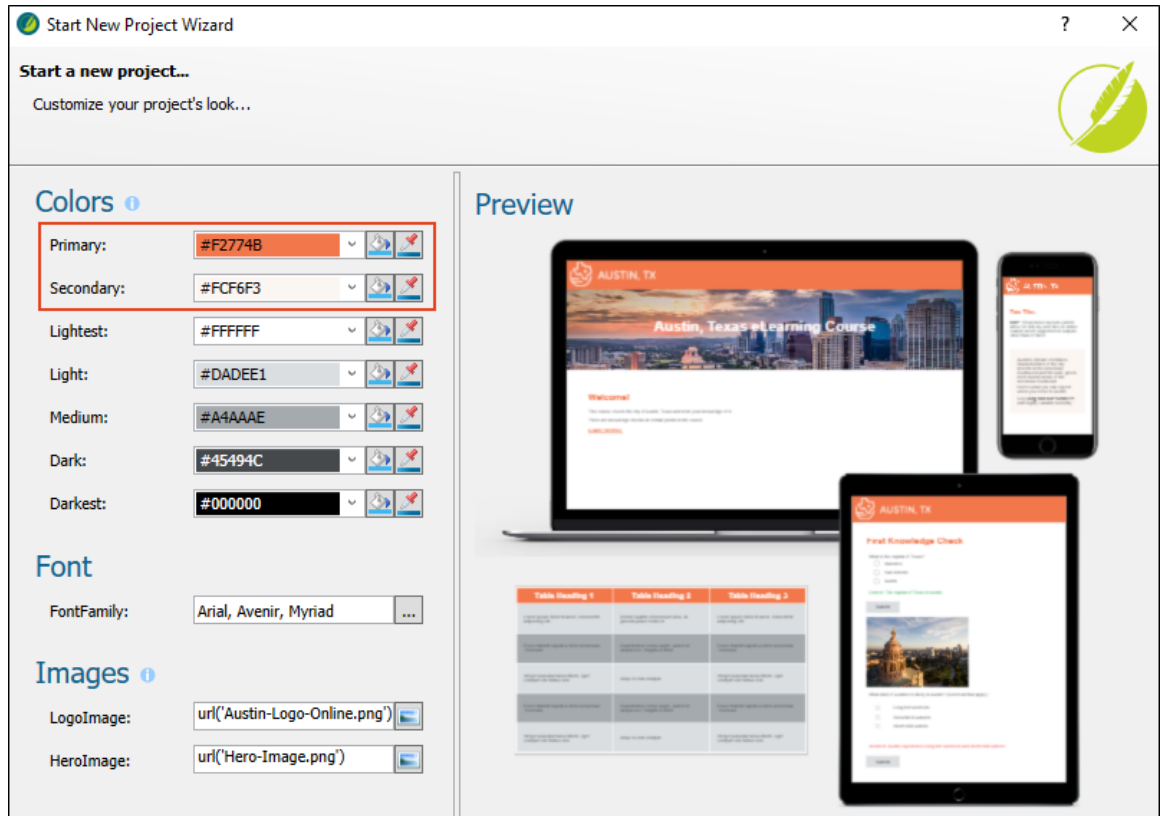 Start New Project Wizard
?
Start a new project...
Customize your project's look...
Colors
Primary:
#F2774B
Secondary:
#FCF6F3
Lightest:
#FFFFFF
Light:
#DADEE1
Medium:
#A4AAAE
Dark:
#45494C
Darkest:
#000000
Font
FontFamily:
Arial, Avenir, Myriad
...
Images
LogoImage:
url('Austin-Logo-Online.png')
HeroImage:
url('Hero-Image.png')
Preview
AUSTIN, TX
Austin, Texas eLearning Course
Welcome!
AUSTIN, TX
First Knowledge Check
Table Heading 1
Table Heading 2
Table Heading 3